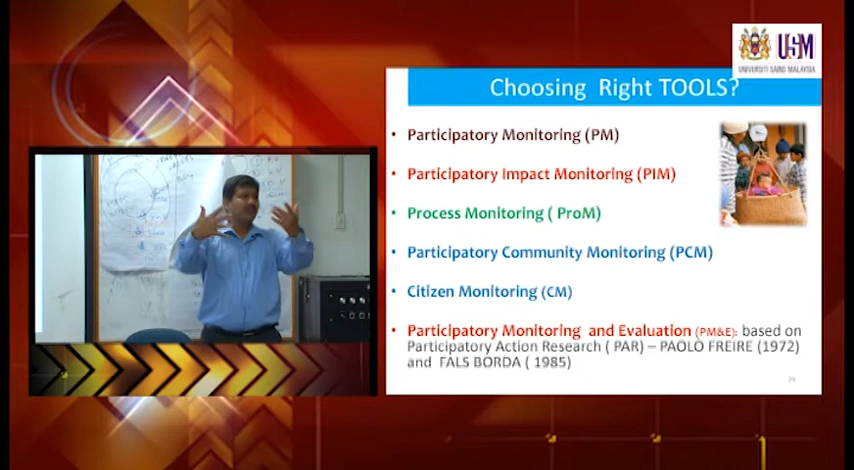 USM
UNIVERSITI SAINS MALAYSIA
Choosing Right TOOLS?
• Participatory Monitoring (PM)
• Participatory Impact Monitoring (PIM)
• Process Monitoring ( ProM)
• Participatory Community Monitoring (PCM)
• Citizen Monitoring (CM)
• Participatory Monitoring and Evaluation (PM&E): based on
Participatory Action Research ( PAR) – PAOLO FREIRE (1972)
and FALS BORDA ( 1985)